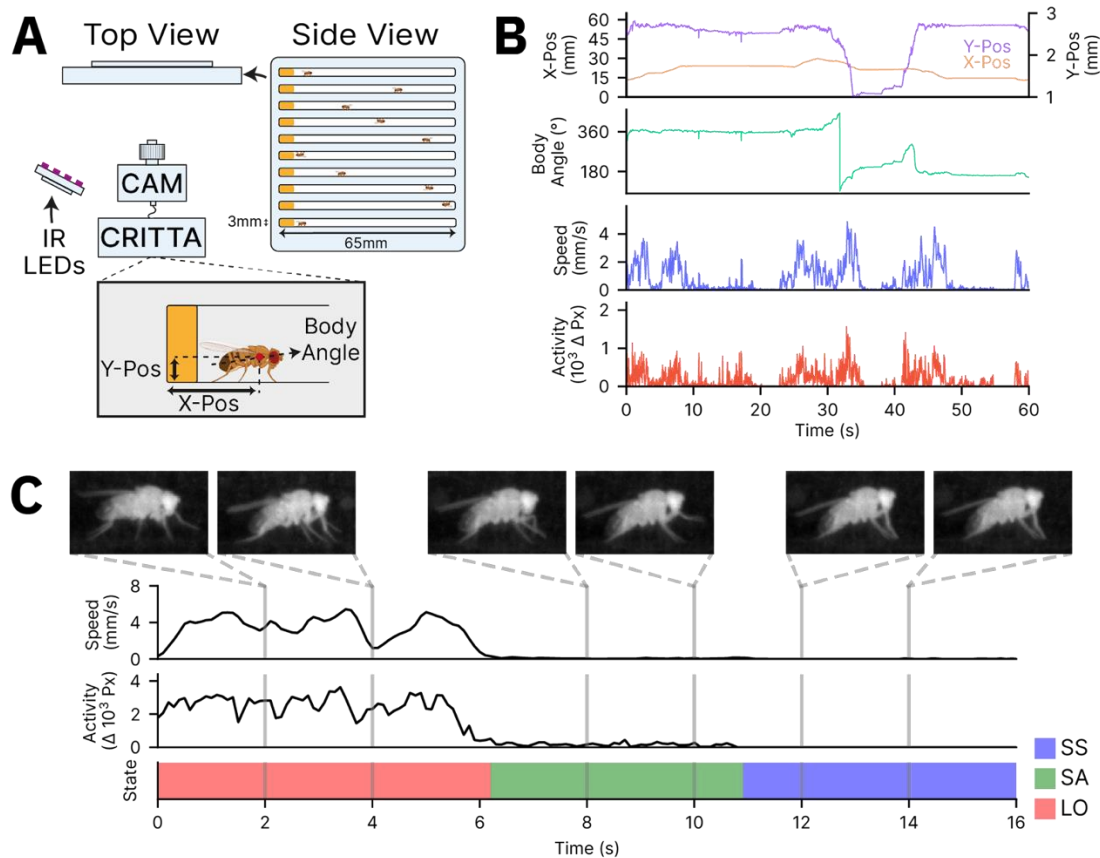 A
Top View
Side View
CAM
CRITTA
IR
LEDs
3mm
65mm
Body
Angle
Y-Pos
X-Pos
B
X-Pos
(mm)
60
45
30
15
0
Y-Pos
X-Pos
3
2
1
Y-Pos
(mm)
Body
Angle (°)
360
180
Speed
(mm/s)
4
2
0
Activity
(10³ Δ Px)
2
1
0
0 10 20 30 40 50 60
Time (s)
C
Speed
(mm/s)
8
4
0
Activity
(Δ 10³ Px)
4
2
0
State
SS
SA
LO
0 2 4 6 8 10 12 14 16
Time (s)